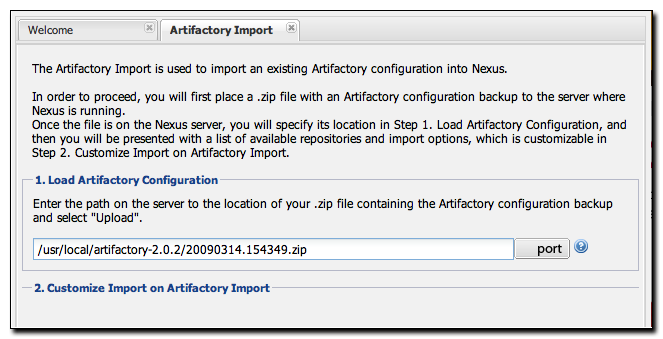 Welcome
Artifactory Import
The Artifactory Import is used to import an existing Artifactory configuration into Nexus.
In order to proceed, you will first place a .zip file with an Artifactory configuration backup to the server where
Nexus is running.
Once the file is on the Nexus server, you will specify its location in Step 1. Load Artifactory Configuration, and
then you will be presented with a list of available repositories and import options, which is customizable in
Step 2. Customize Import on Artifactory Import.
1. Load Artifactory Configuration
Enter the path on the server to the location of your .zip file containing the Artifactory configuration backup
and select "Upload".
/usr/local/artifactory-2.0.2/20090314.154349.zip
port
?
2. Customize Import on Artifactory Import